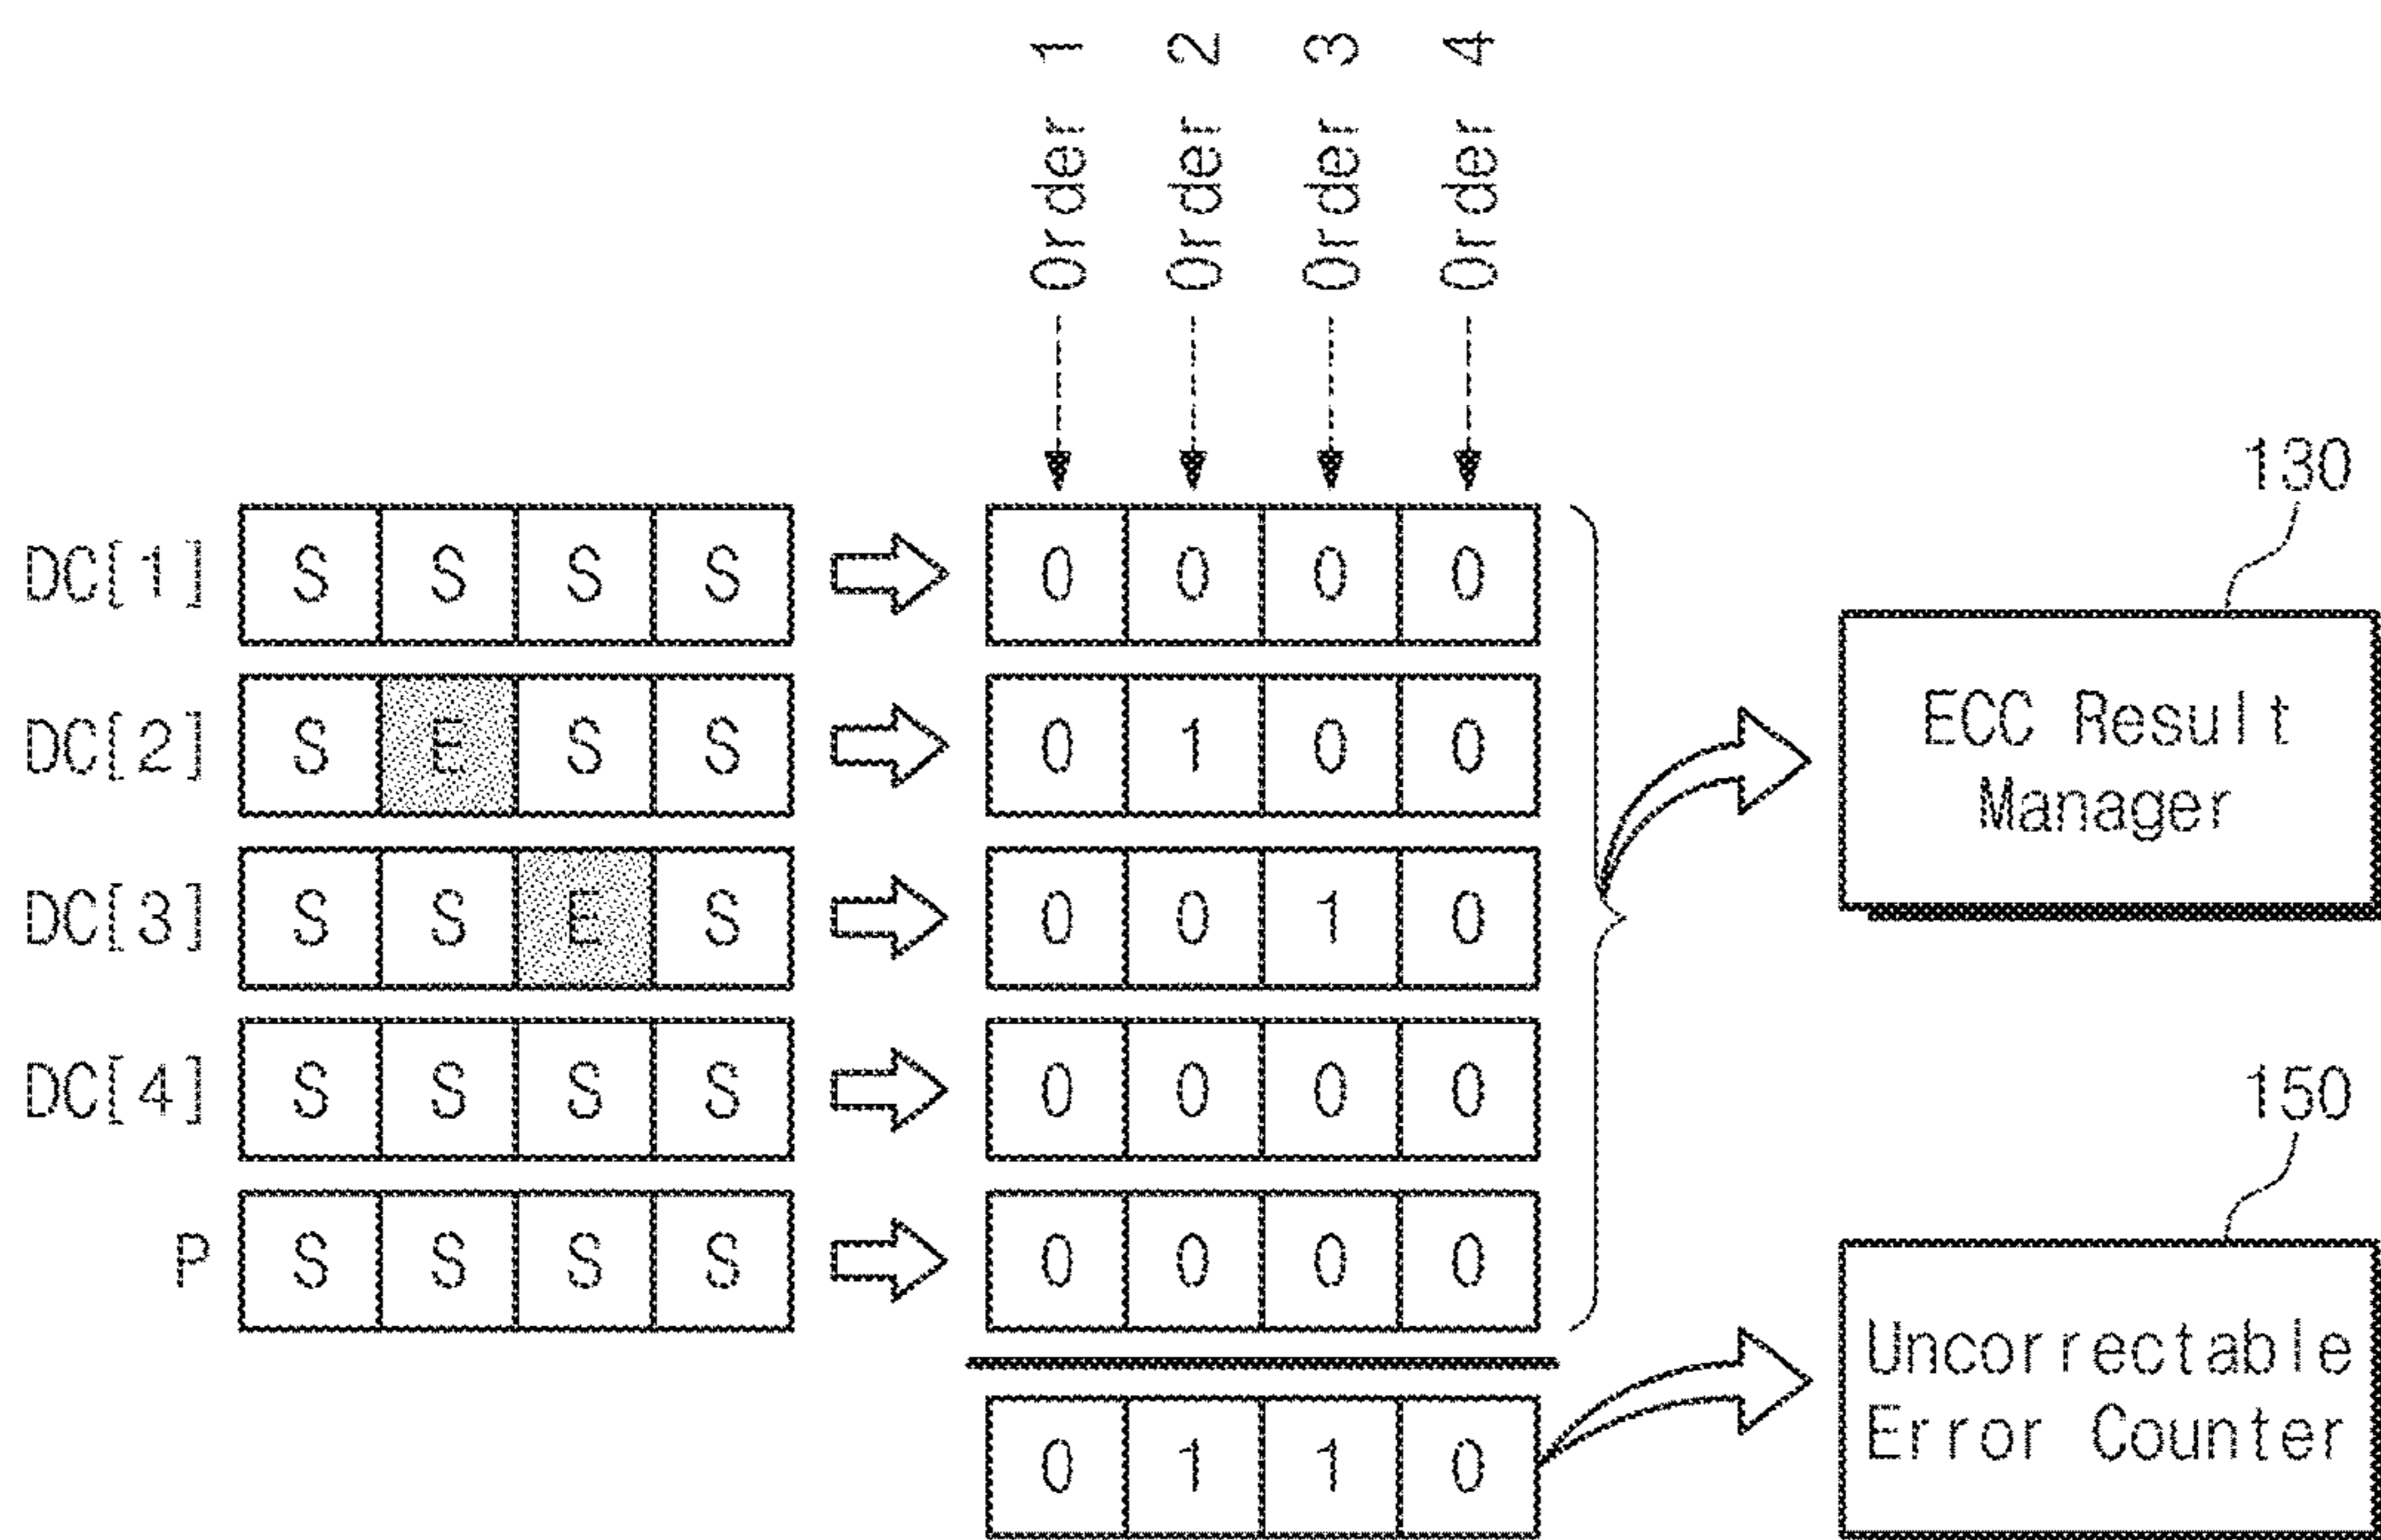 Order 1
Order 2
Order 3
Order 4
130
DC[1] S S S S 0 0 0 0
DC[2] S E S S 0 1 0 0
ECC Result
Manager
DC[3] S S E S 0 0 1 0
DC[4] S S S S 0 0 0 0
150
P S S S S 0 0 0 0
Uncorrectable
Error Counter
0 1 1 0